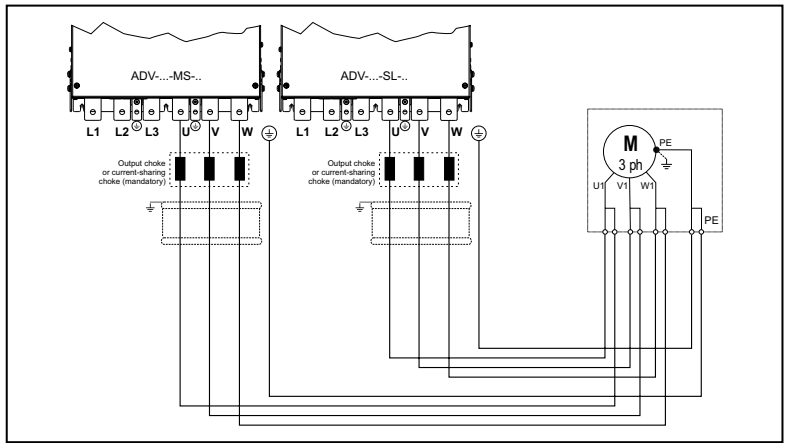 ADV-...-MS-..
ADV-...-SL-..
L1 L2 L3 U V W
L1 L2 L3 U V W
Output choke
or current-sharing
choke (mandatory)
Output choke
or current-sharing
choke (mandatory)
M
3 ph
PE
U1 V1 W1
PE